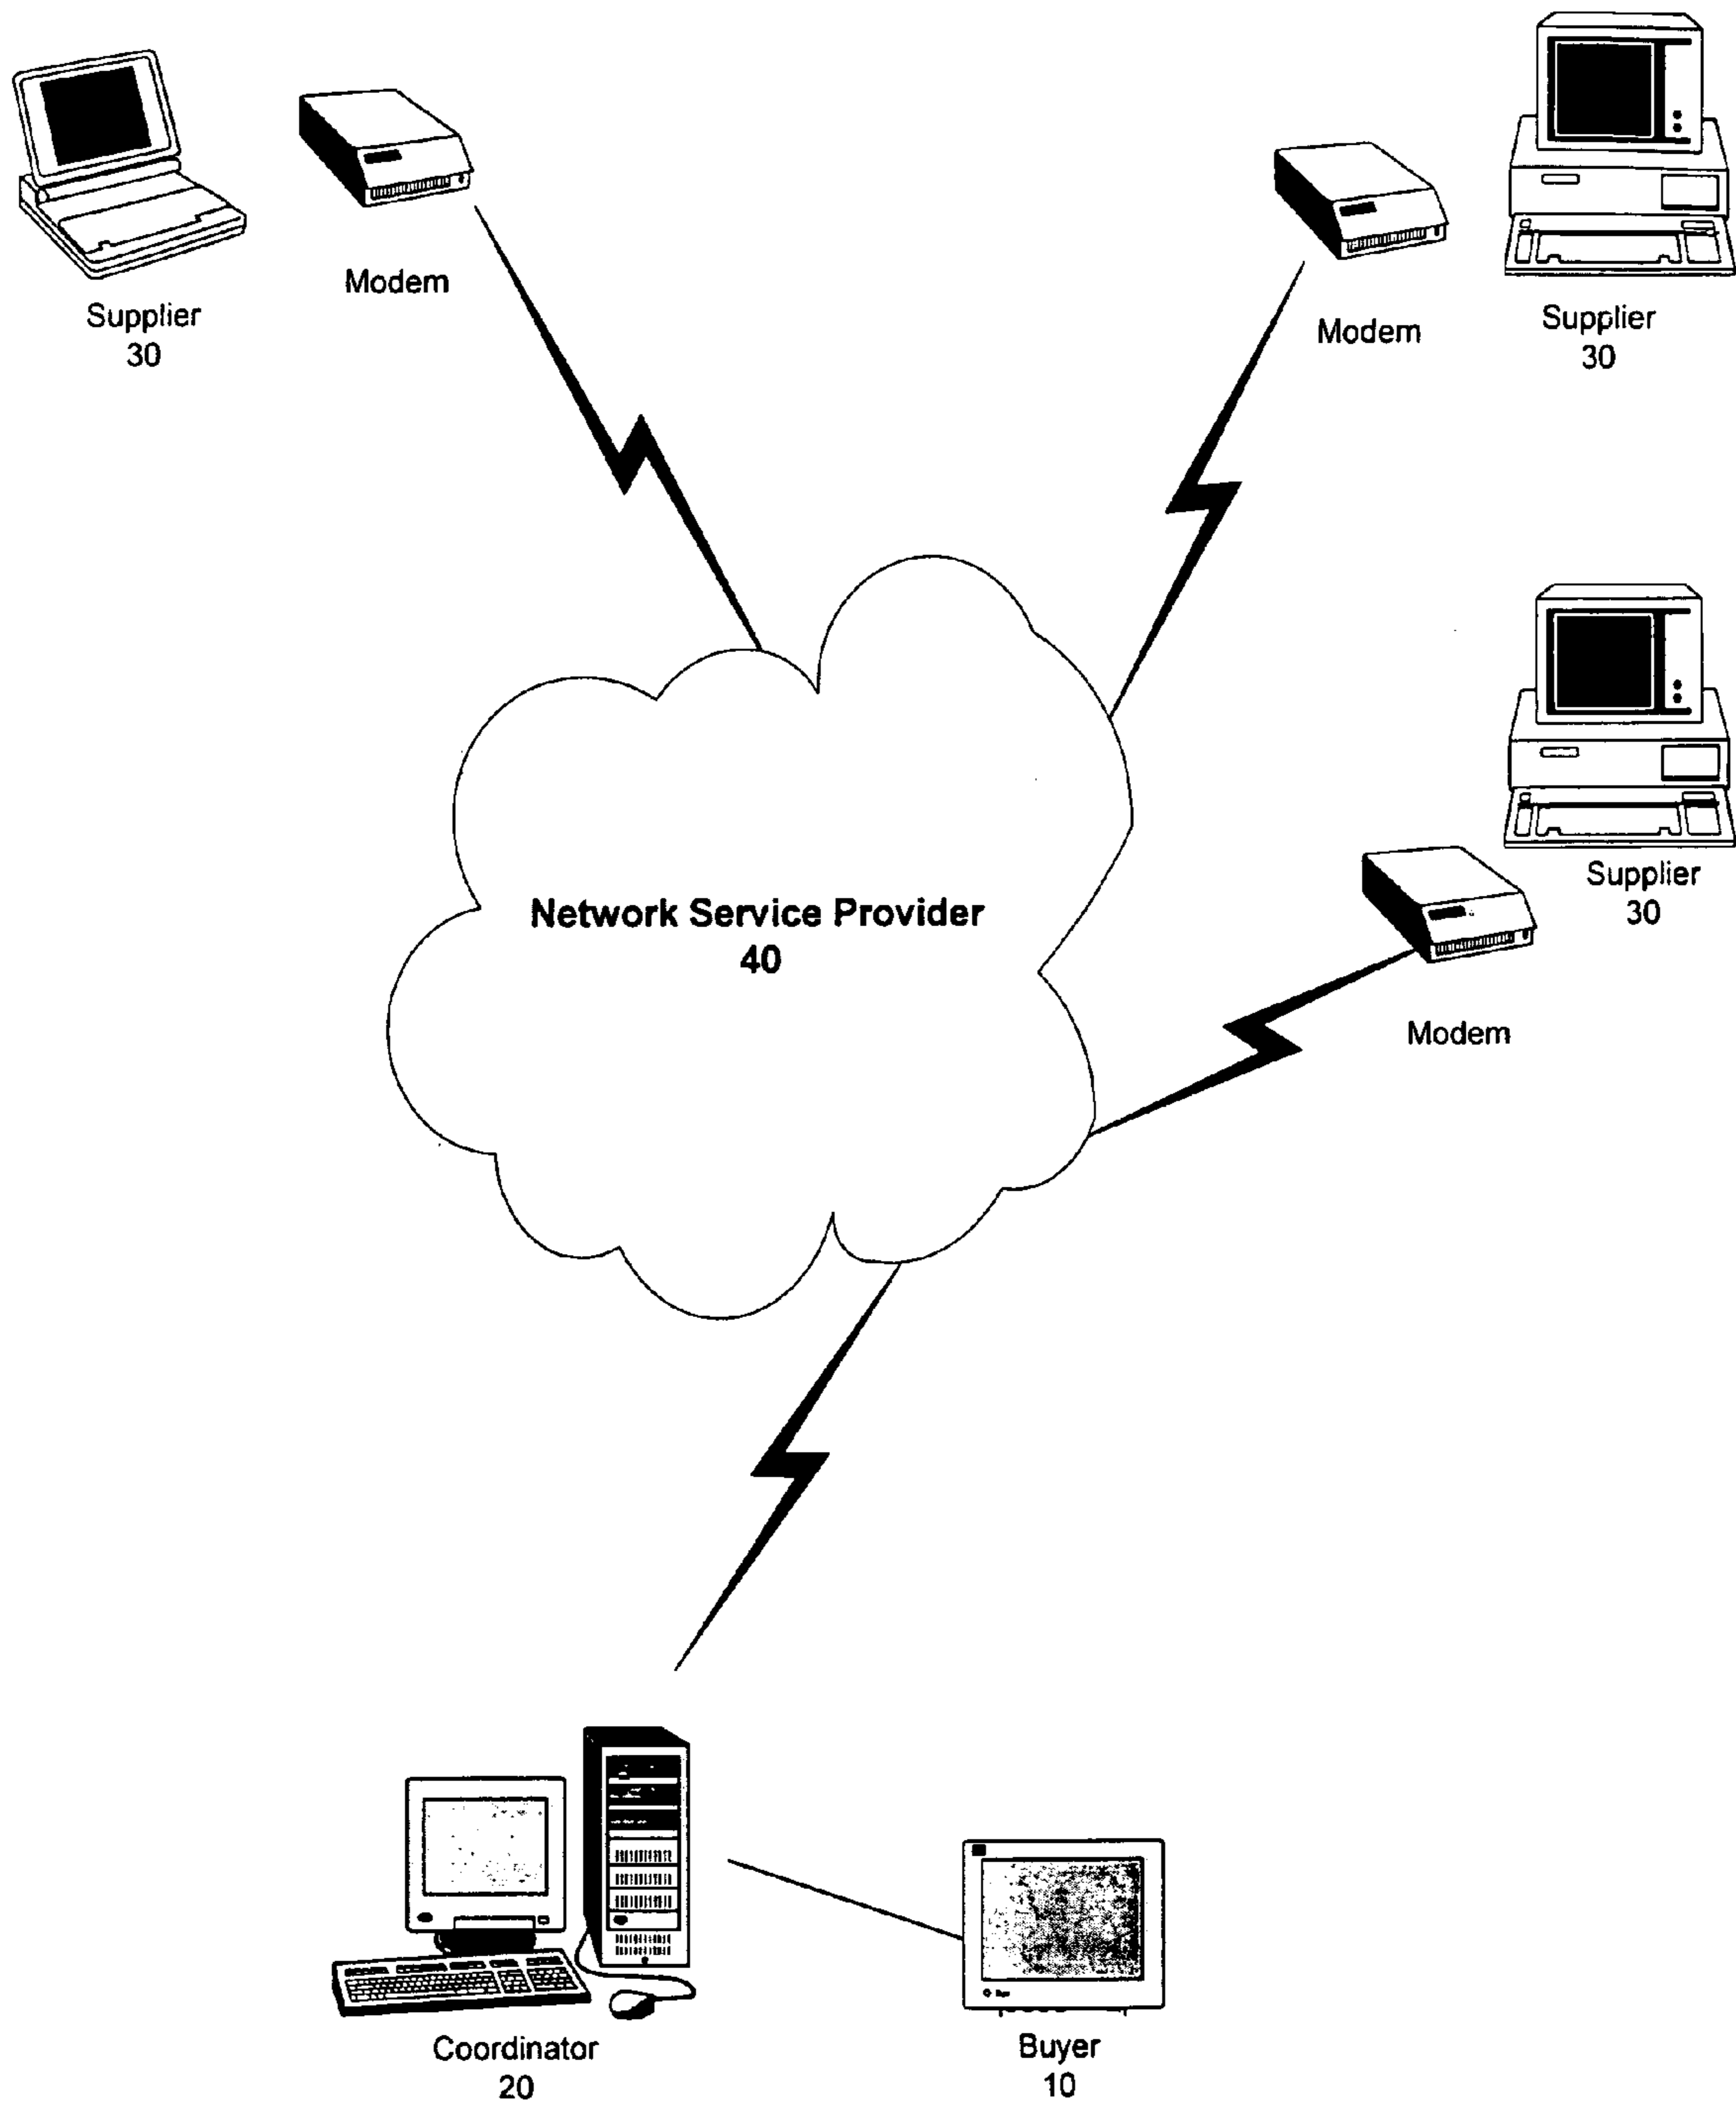 Modem
Supplier
30
Modem
Supplier
30
Supplier
30
Network Service Provider
40
Modem
Coordinator
20
Buyer
10